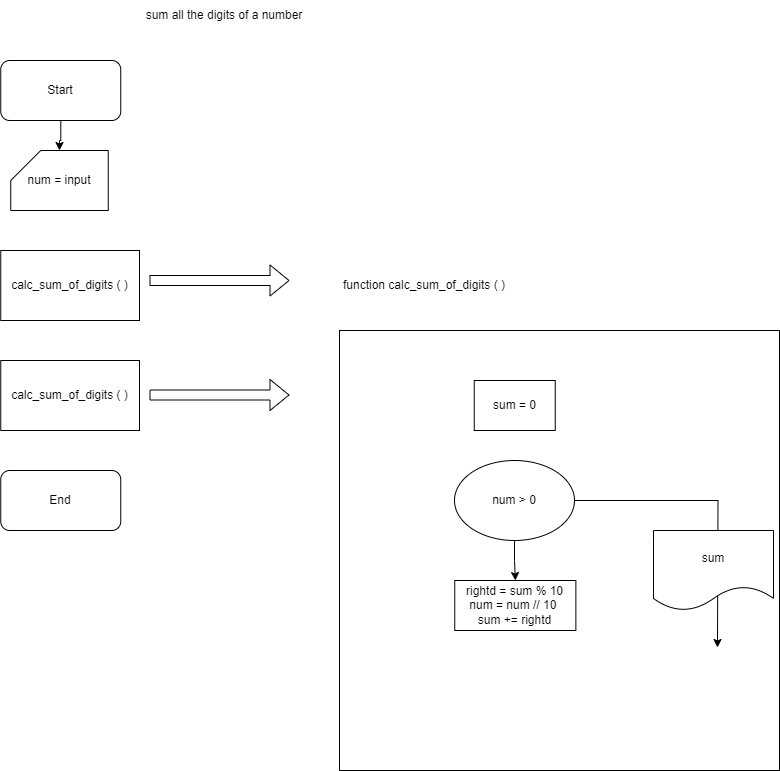 sum all the digits of a number
Start
num = input
calc_sum_of_digits ( )
function calc_sum_of_digits ( )
calc_sum_of_digits ( )
sum = 0
End
num > 0
sum
rightd = sum % 10
num = num // 10
sum += rightd